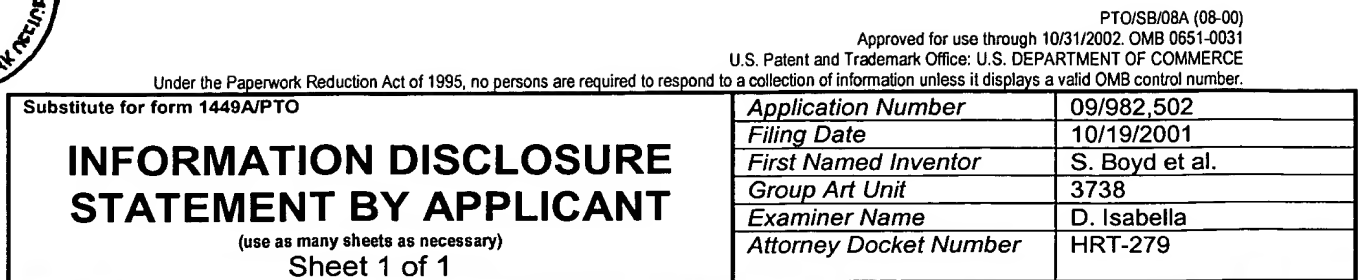 PTO/SB/08A (08-00)
Approved for use through 10/31/2002. OMB 0651-0031
U.S. Patent and Trademark Office: U.S. DEPARTMENT OF COMMERCE
Under the Paperwork Reduction Act of 1995, no persons are required to respond to a collection of information unless it displays a valid OMB control number.
Substitute for form 1449A/PTO
INFORMATION DISCLOSURE
STATEMENT BY APPLICANT
(use as many sheets as necessary)
Sheet 1 of 1
Application Number 09/982,502
Filing Date 10/19/2001
First Named Inventor S. Boyd et al.
Group Art Unit 3738
Examiner Name D. Isabella
Attorney Docket Number HRT-279